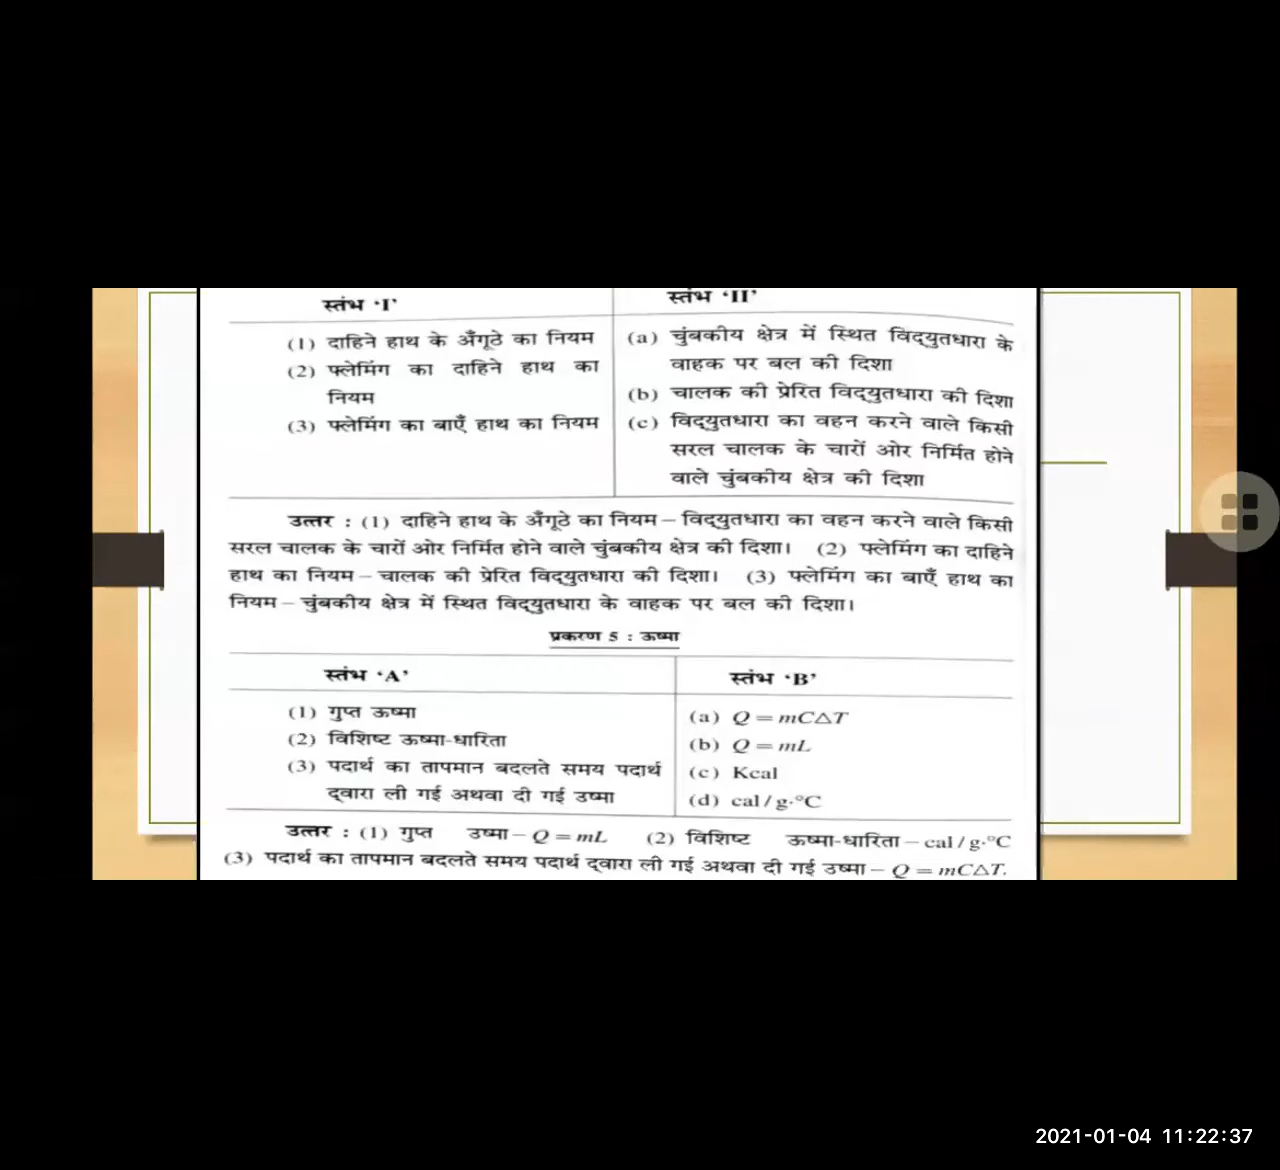 स्तंभ ‘I’
स्तंभ ‘II’
(1) दाहिने हाथ के अँगूठे का नियम
(2) फ्लेमिंग का दाहिने हाथ का
नियम
(3) फ्लेमिंग का बाएँ हाथ का नियम
(a) चुंबकीय क्षेत्र में स्थित विद्‌युतधारा के
वाहक पर बल की दिशा
(b) चालक की प्रेरित विद्‌युतधारा की दिशा
(c) विद्‌युतधारा का वहन करने वाले किसी
सरल चालक के चारों ओर निर्मित होने
वाले चुंबकीय क्षेत्र की दिशा
उत्तर : (1) दाहिने हाथ के अँगूठे का नियम – विद्‌युतधारा का वहन करने वाले किसी
सरल चालक के चारों ओर निर्मित होने वाले चुंबकीय क्षेत्र की दिशा। (2) फ्लेमिंग का दाहिने
हाथ का नियम – चालक की प्रेरित विद्‌युतधारा की दिशा। (3) फ्लेमिंग का बाएँ हाथ का
नियम – चुंबकीय क्षेत्र में स्थित विद्‌युतधारा के वाहक पर बल की दिशा।
प्रकरण 5 : ऊष्मा
स्तंभ ‘A’
स्तंभ ‘B’
(1) गुप्त ऊष्मा
(2) विशिष्ट ऊष्मा-धारिता
(3) पदार्थ का तापमान बदलते समय पदार्थ
द्‌वारा ली गई अथवा दी गई उष्मा
(a) Q = mC△T
(b) Q = mL
(c) Kcal
(d) cal / g·°C
उत्तर : (1) गुप्त उष्मा – Q = mL (2) विशिष्ट ऊष्मा-धारिता – cal / g·°C
(3) पदार्थ का तापमान बदलते समय पदार्थ द्‌वारा ली गई अथवा दी गई उष्मा – Q = mC△T.
2021-01-04 11:22:37